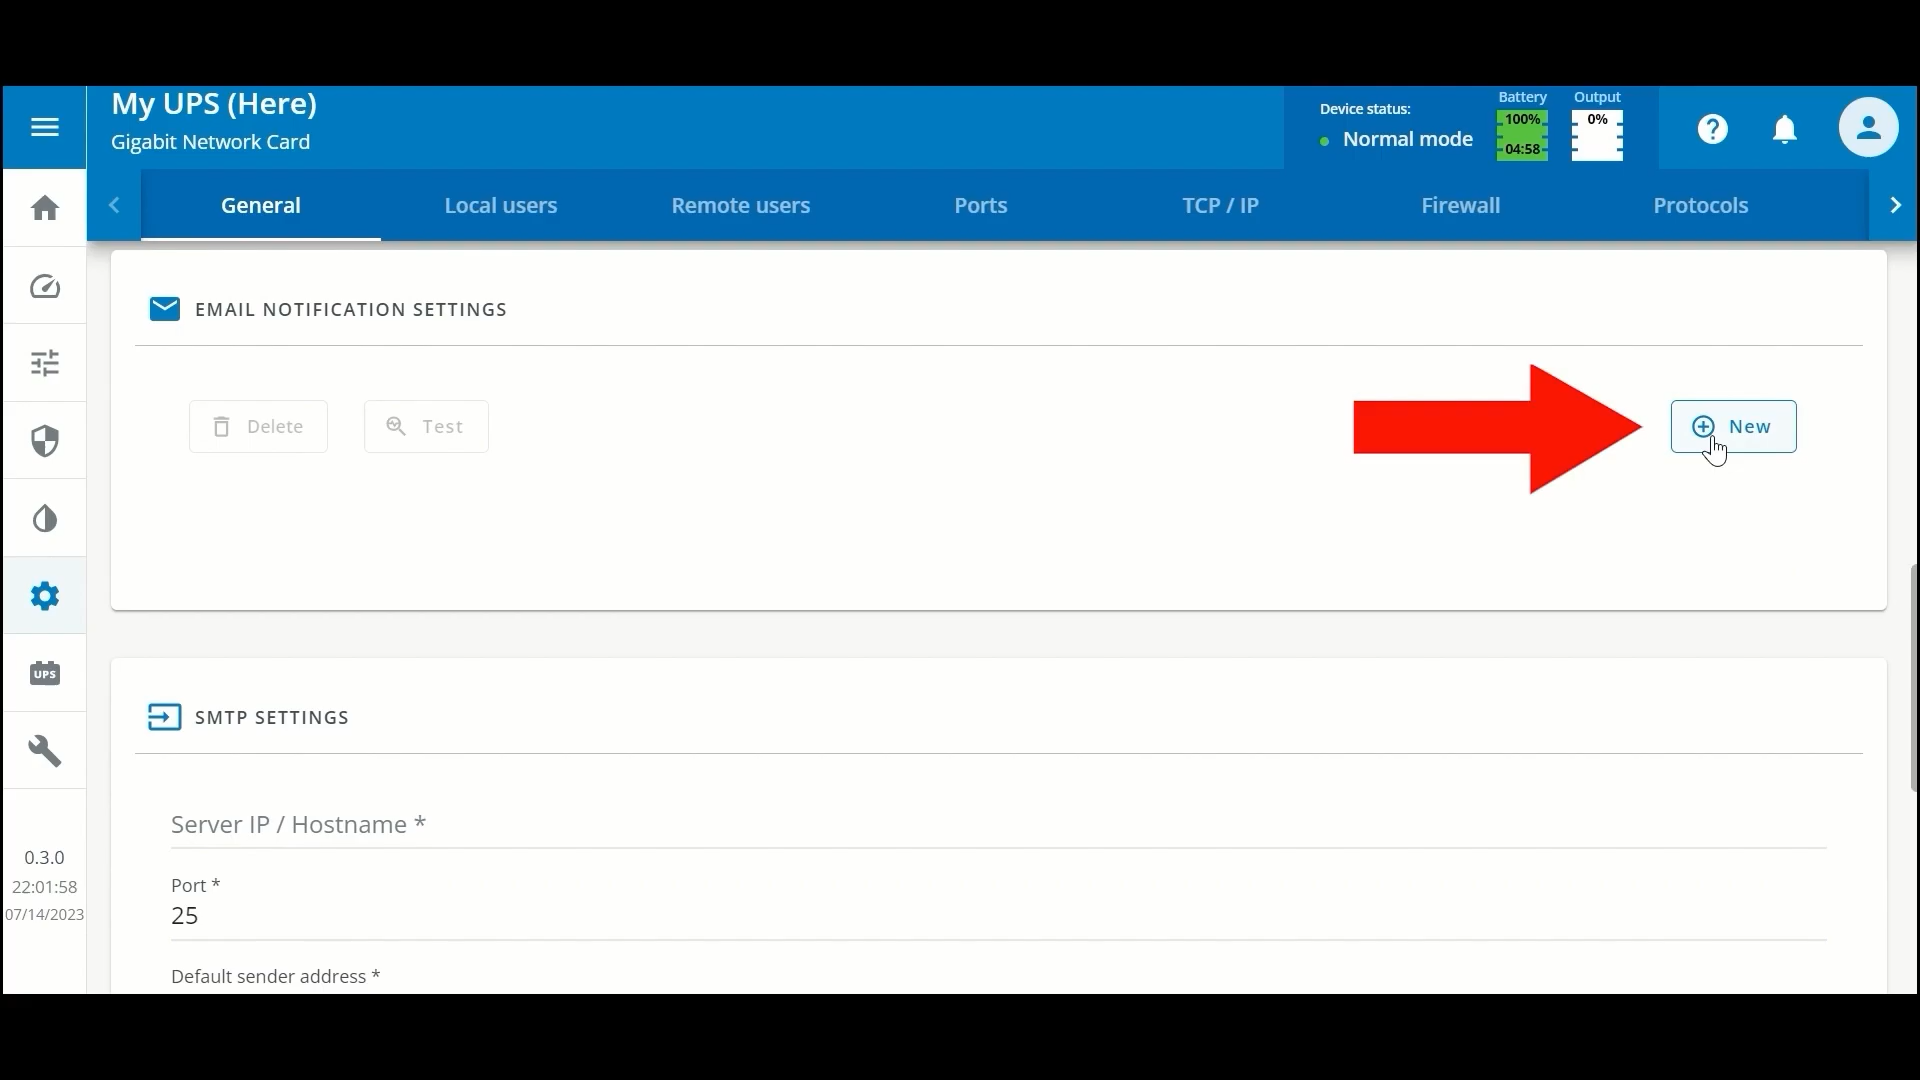 My UPS (Here)
Gigabit Network Card
Device status:
Normal mode
Battery
100%
04:58
Output
0%
General
Local users
Remote users
Ports
TCP / IP
Firewall
Protocols
EMAIL NOTIFICATION SETTINGS
Delete
Test
New
UPS
SMTP SETTINGS
Server IP / Hostname *
Port *
25
Default sender address *
0.3.0
22:01:58
07/14/2023